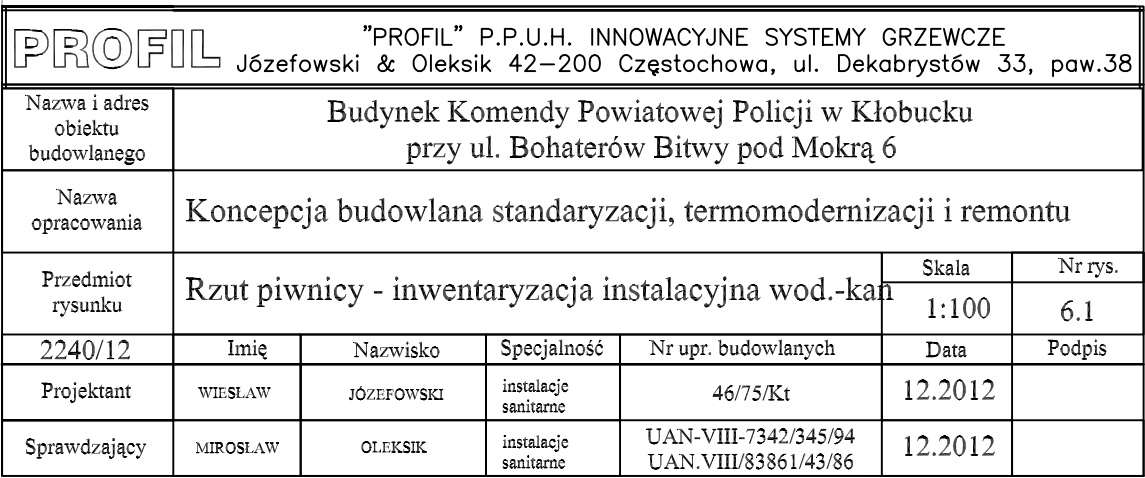 PROFIL
"PROFIL" P.P.U.H. INNOWACYJNE SYSTEMY GRZEWCZE
Józefowski & Oleksik 42-200 Częstochowa, ul. Dekabrystów 33, paw.38
Nazwa i adres
obiektu
budowlanego
Budynek Komendy Powiatowej Policji w Kłobucku
przy ul. Bohaterów Bitwy pod Mokrą 6
Nazwa
opracowania
Koncepcja budowlana standaryzacji, termomodernizacji i remontu
Przedmiot
rysunku
Rzut piwnicy - inwentaryzacja instalacyjna wod.-kan
Skala
Nr rys.
1:100
6.1
2240/12
Imię
Nazwisko
Specjalność
Nr upr. budowlanych
Data
Podpis
Projektant
WIESŁAW
JÓZEFOWSKI
instalacje
sanitarne
46/75/Kt
12.2012
Sprawdzający
MIROSŁAW
OLEKSIK
instalacje
sanitarne
UAN-VIII-7342/345/94
UAN.VIII/83861/43/86
12.2012